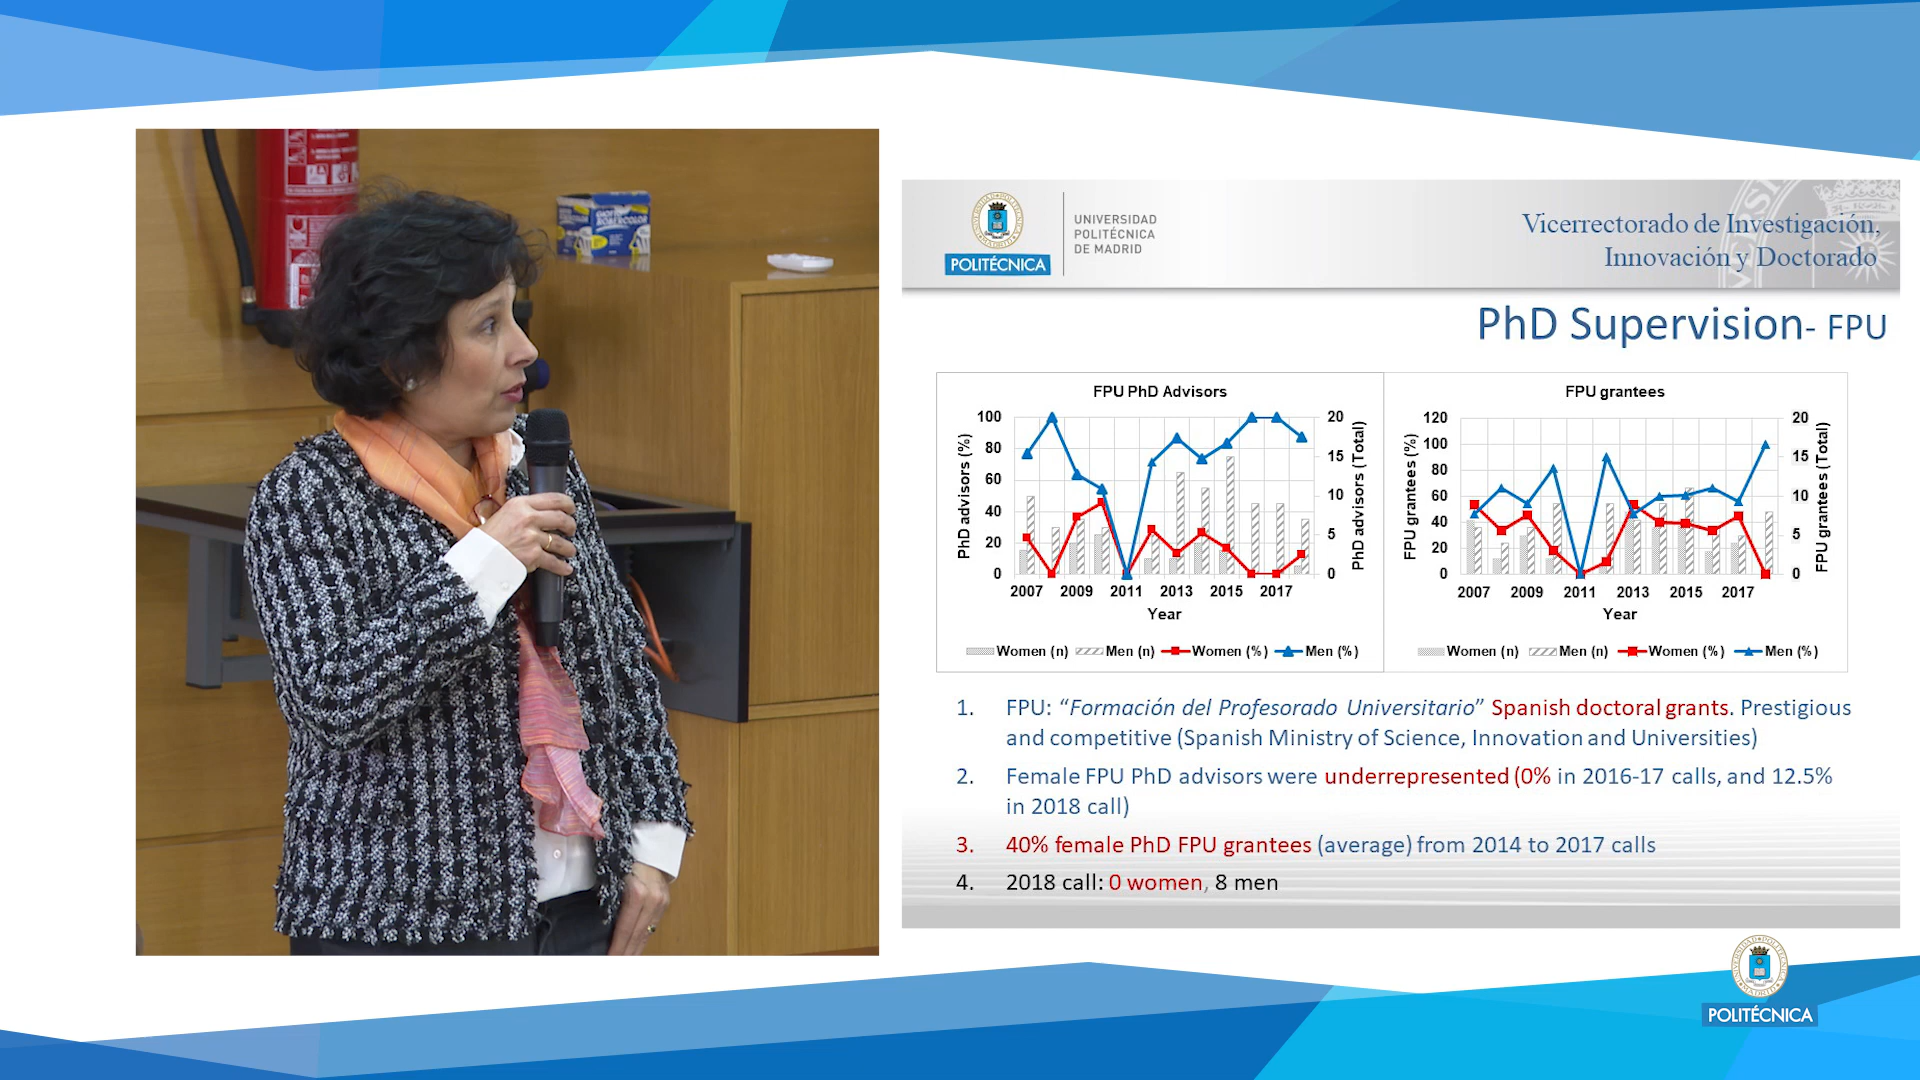 UNIVERSIDAD
POLITÉCNICA
DE MADRID
POLITÉCNICA
Vicerrectorado de Investigación,
Innovación y Doctorado
PhD Supervision- FPU
FPU PhD Advisors
PhD advisors (%)
100
80
60
40
20
0
20
15
10
5
0
PhD advisors (Total)
2007 2009 2011 2013 2015 2017
Year
Women (n) Men (n) Women (%) Men (%)
FPU grantees
FPU grantees (%)
120
100
80
60
40
20
0
20
15
10
5
0
FPU grantees (Total)
2007 2009 2011 2013 2015 2017
Year
Women (n) Men (n) Women (%) Men (%)
1. FPU: “Formación del Profesorado Universitario” Spanish doctoral grants. Prestigious
and competitive (Spanish Ministry of Science, Innovation and Universities)
2. Female FPU PhD advisors were underrepresented (0% in 2016-17 calls, and 12.5%
in 2018 call)
3. 40% female PhD FPU grantees (average) from 2014 to 2017 calls
4. 2018 call: 0 women, 8 men
POLITÉCNICA